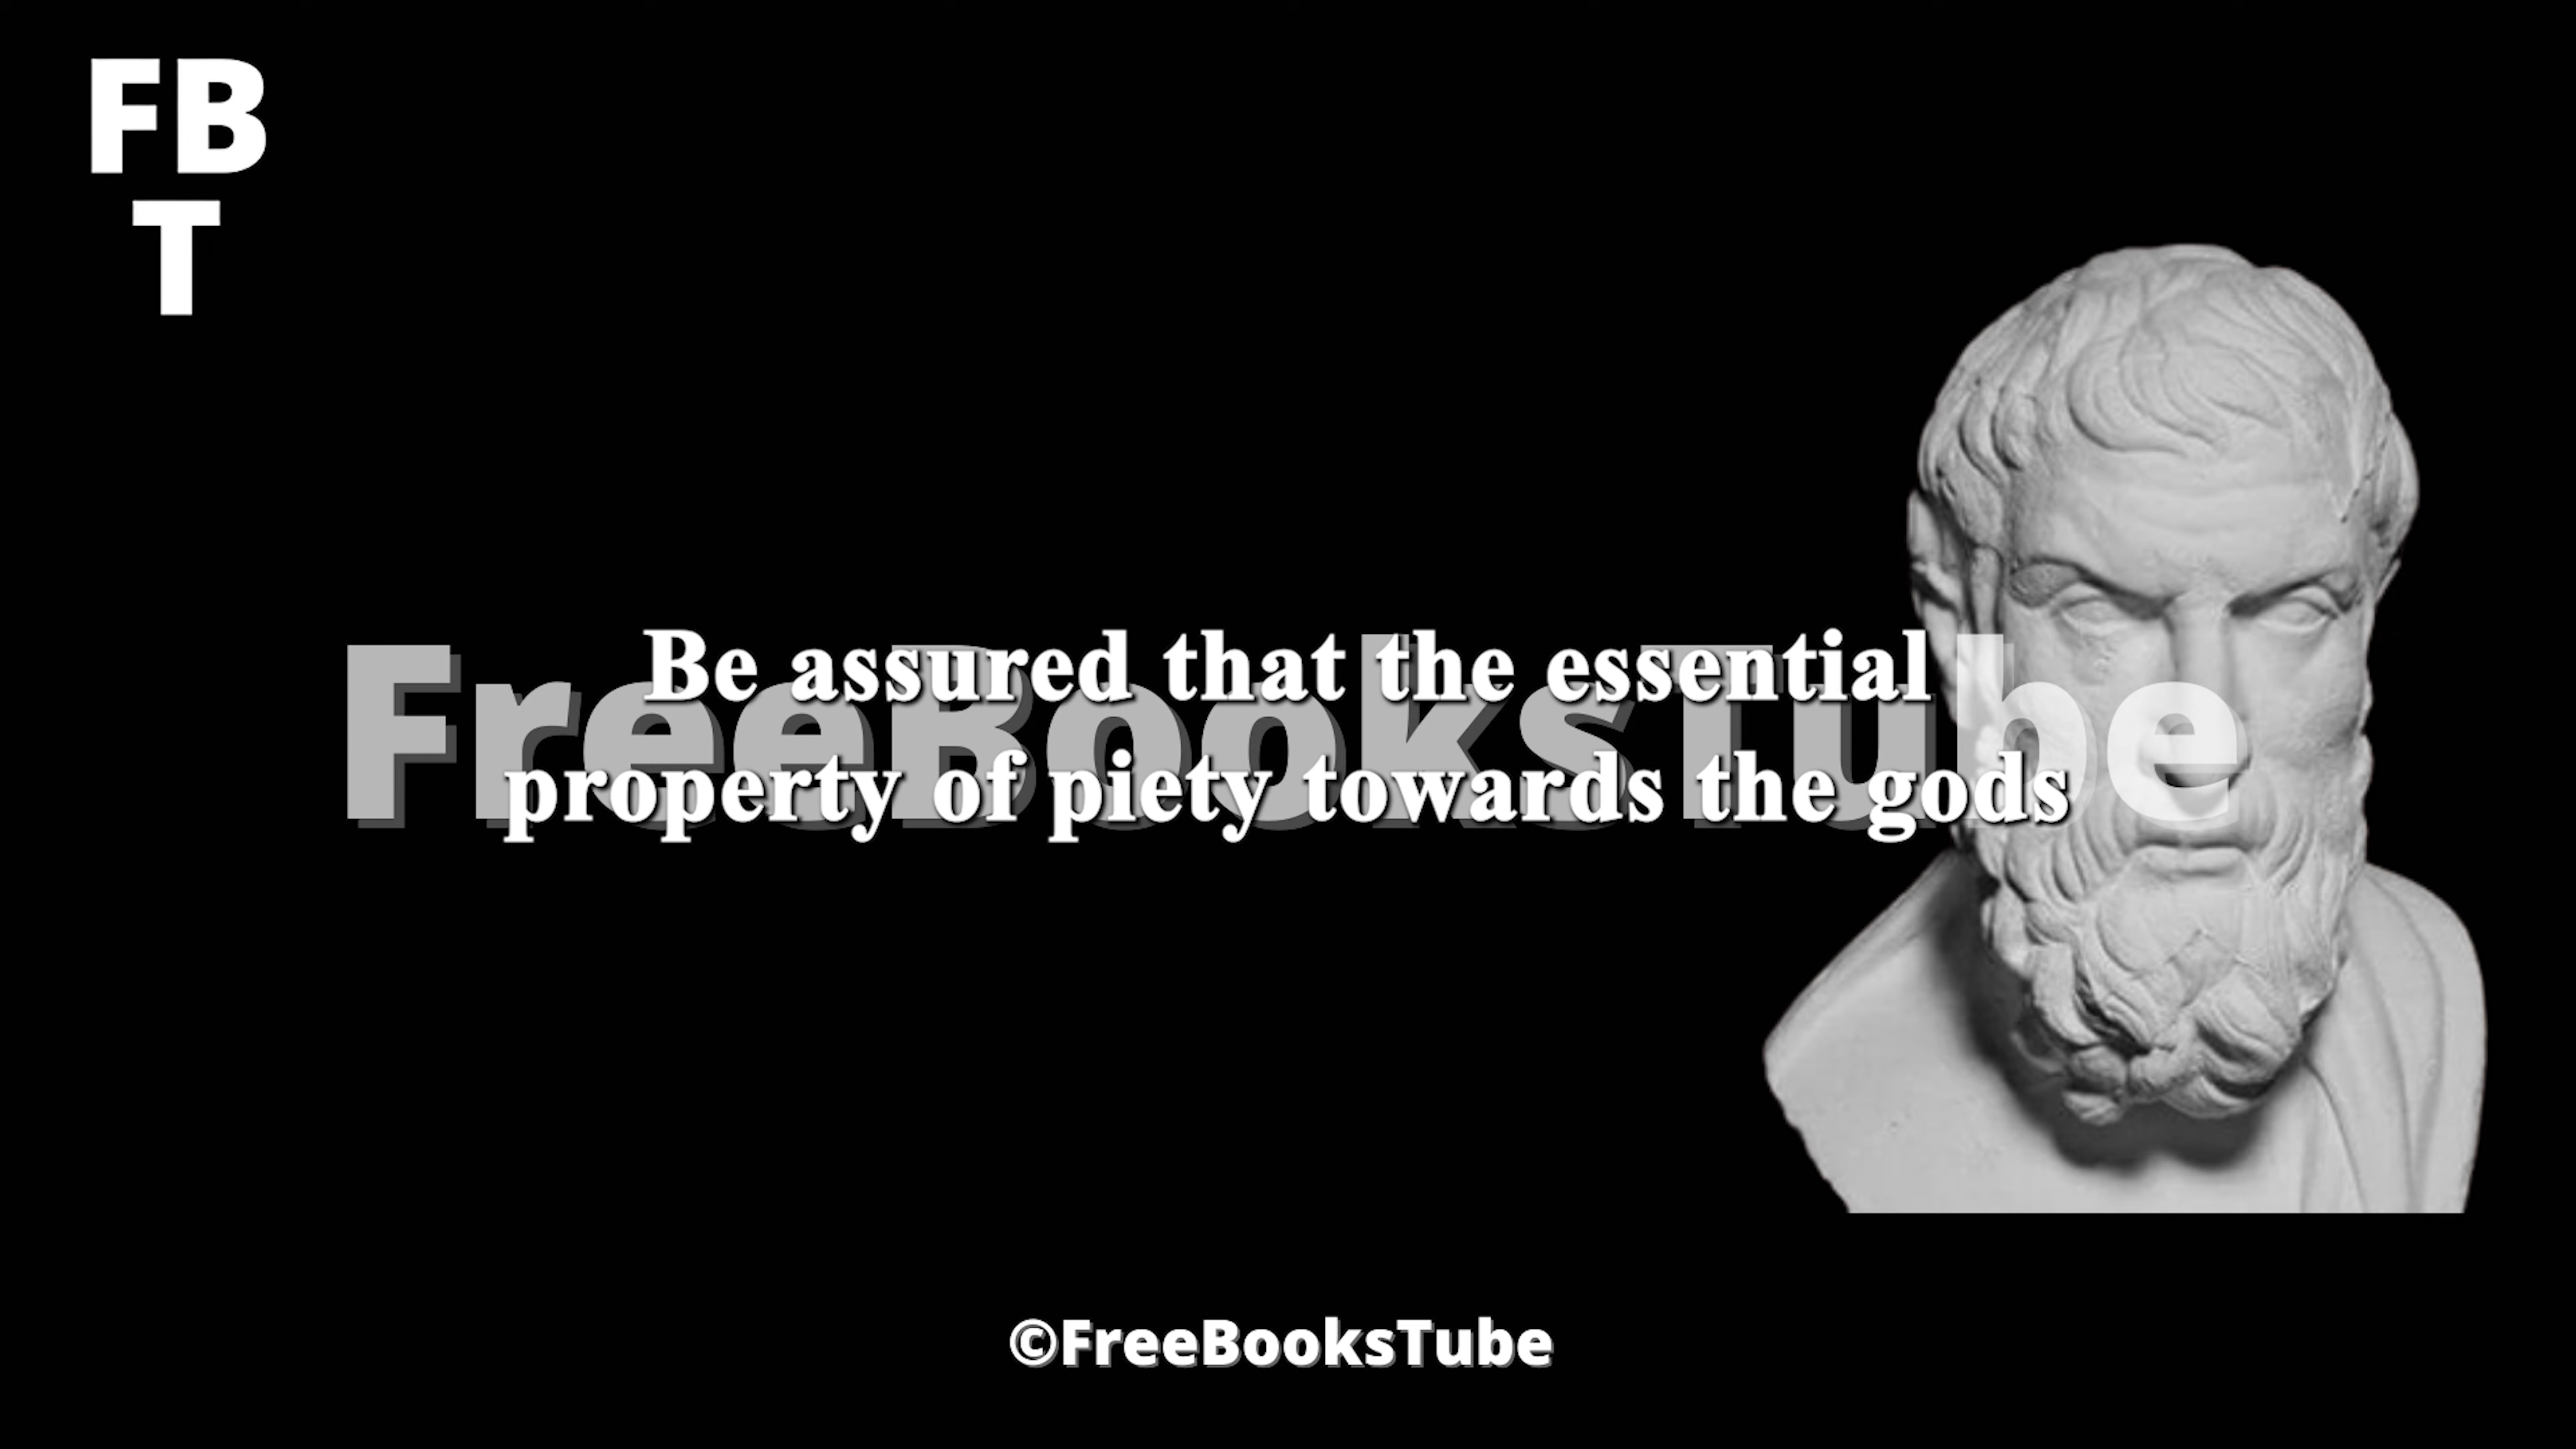 FB
T
Be assured that the essential
FreeBooksTube
property of piety towards the gods
©FreeBooksTube